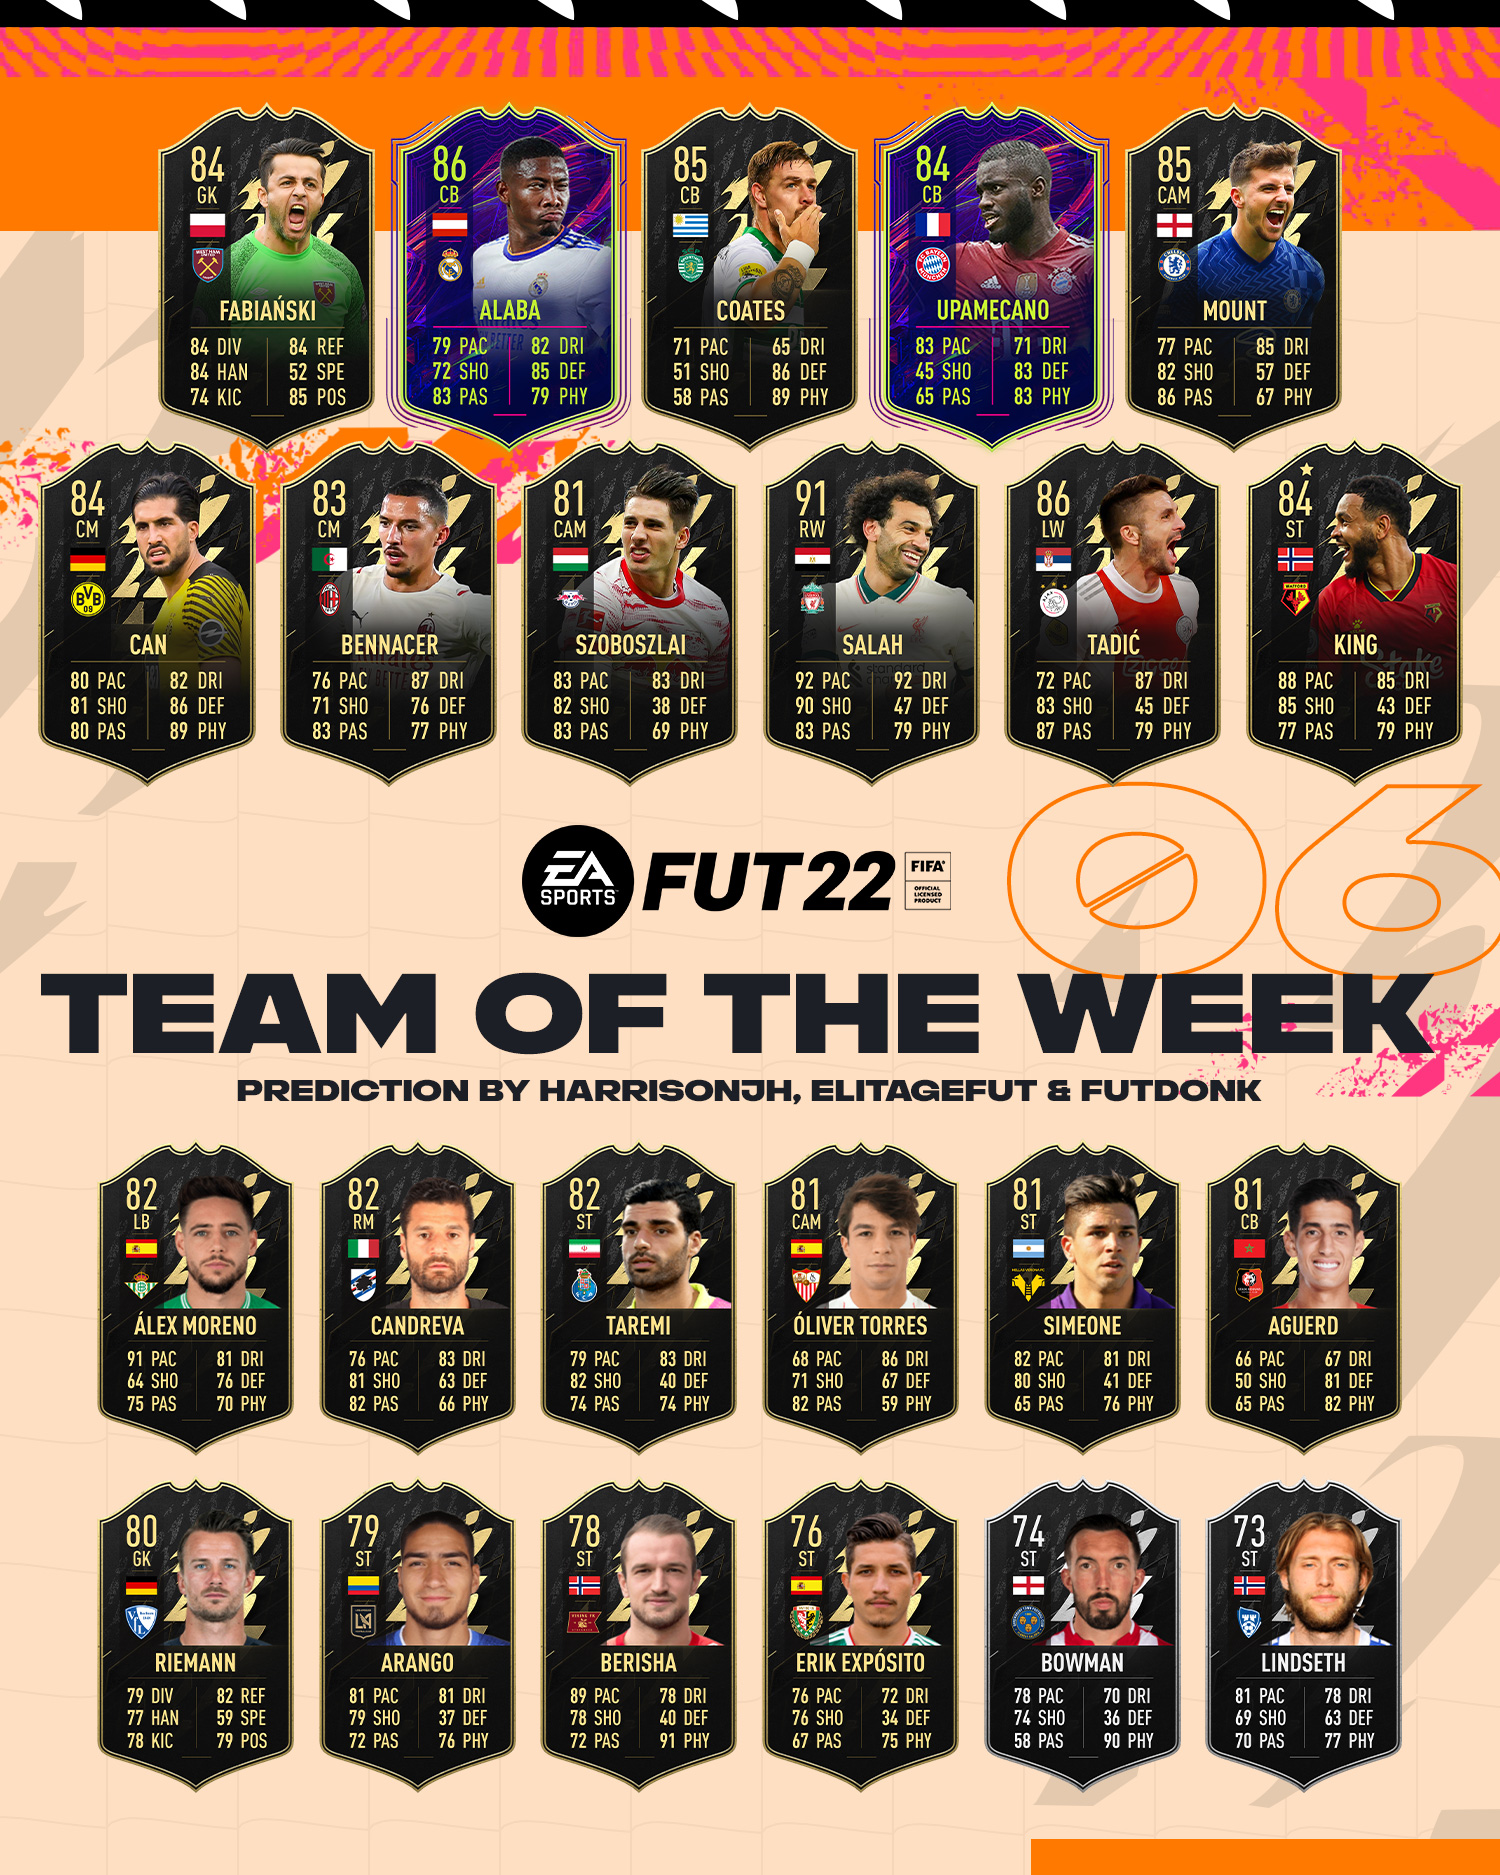 84
GK
FABIAŃSKI
84 DIV 84 REF
84 HAN 52 SPE
74 KIC 85 POS
86
CB
ALABA
79 PAC 82 DRI
72 SHO 85 DEF
83 PAS 79 PHY
85
CB
COATES
71 PAC 65 DRI
51 SHO 86 DEF
58 PAS 89 PHY
84
CB
UPAMECANO
83 PAC 71 DRI
45 SHO 83 DEF
65 PAS 83 PHY
85
CAM
MOUNT
77 PAC 85 DRI
82 SHO 57 DEF
86 PAS 67 PHY
84
CM
BVB
09
CAN
80 PAC 82 DRI
81 SHO 86 DEF
80 PAS 89 PHY
83
CM
BENNACER
76 PAC 87 DRI
71 SHO 76 DEF
83 PAS 77 PHY
81
CAM
SZOBOSZLAI
83 PAC 83 DRI
82 SHO 38 DEF
83 PAS 69 PHY
91
RW
SALAH
92 PAC 92 DRI
90 SHO 47 DEF
83 PAS 79 PHY
86
LW
TADIĆ
72 PAC 87 DRI
83 SHO 45 DEF
87 PAS 79 PHY
84
ST
KING
88 PAC 85 DRI
85 SHO 43 DEF
77 PAS 79 PHY
06
EA
SPORTS
FUT 22
FIFA
OFFICIAL
LICENSED
PRODUCT
TEAM OF THE WEEK
PREDICTION BY HARRISONJH, ELITAGEFUT & FUTDONK
82
LB
ÁLEX MORENO
91 PAC 81 DRI
64 SHO 76 DEF
75 PAS 70 PHY
82
RM
CANDREVA
76 PAC 83 DRI
81 SHO 63 DEF
82 PAS 66 PHY
82
ST
TAREMI
79 PAC 83 DRI
82 SHO 40 DEF
74 PAS 74 PHY
81
CAM
ÓLIVER TORRES
68 PAC 86 DRI
71 SHO 67 DEF
82 PAS 59 PHY
81
ST
SIMEONE
82 PAC 81 DRI
80 SHO 41 DEF
65 PAS 76 PHY
81
CB
AGUERD
66 PAC 67 DRI
50 SHO 81 DEF
65 PAS 82 PHY
80
GK
RIEMANN
79 DIV 82 REF
77 HAN 59 SPE
78 KIC 79 POS
79
ST
ARANGO
81 PAC 81 DRI
79 SHO 37 DEF
72 PAS 76 PHY
78
ST
BERISHA
89 PAC 78 DRI
78 SHO 40 DEF
72 PAS 91 PHY
76
ST
ERIK EXPÓSITO
76 PAC 72 DRI
76 SHO 34 DEF
67 PAS 75 PHY
74
ST
BOWMAN
78 PAC 70 DRI
74 SHO 36 DEF
58 PAS 90 PHY
73
ST
LINDSETH
81 PAC 78 DRI
69 SHO 63 DEF
70 PAS 77 PHY